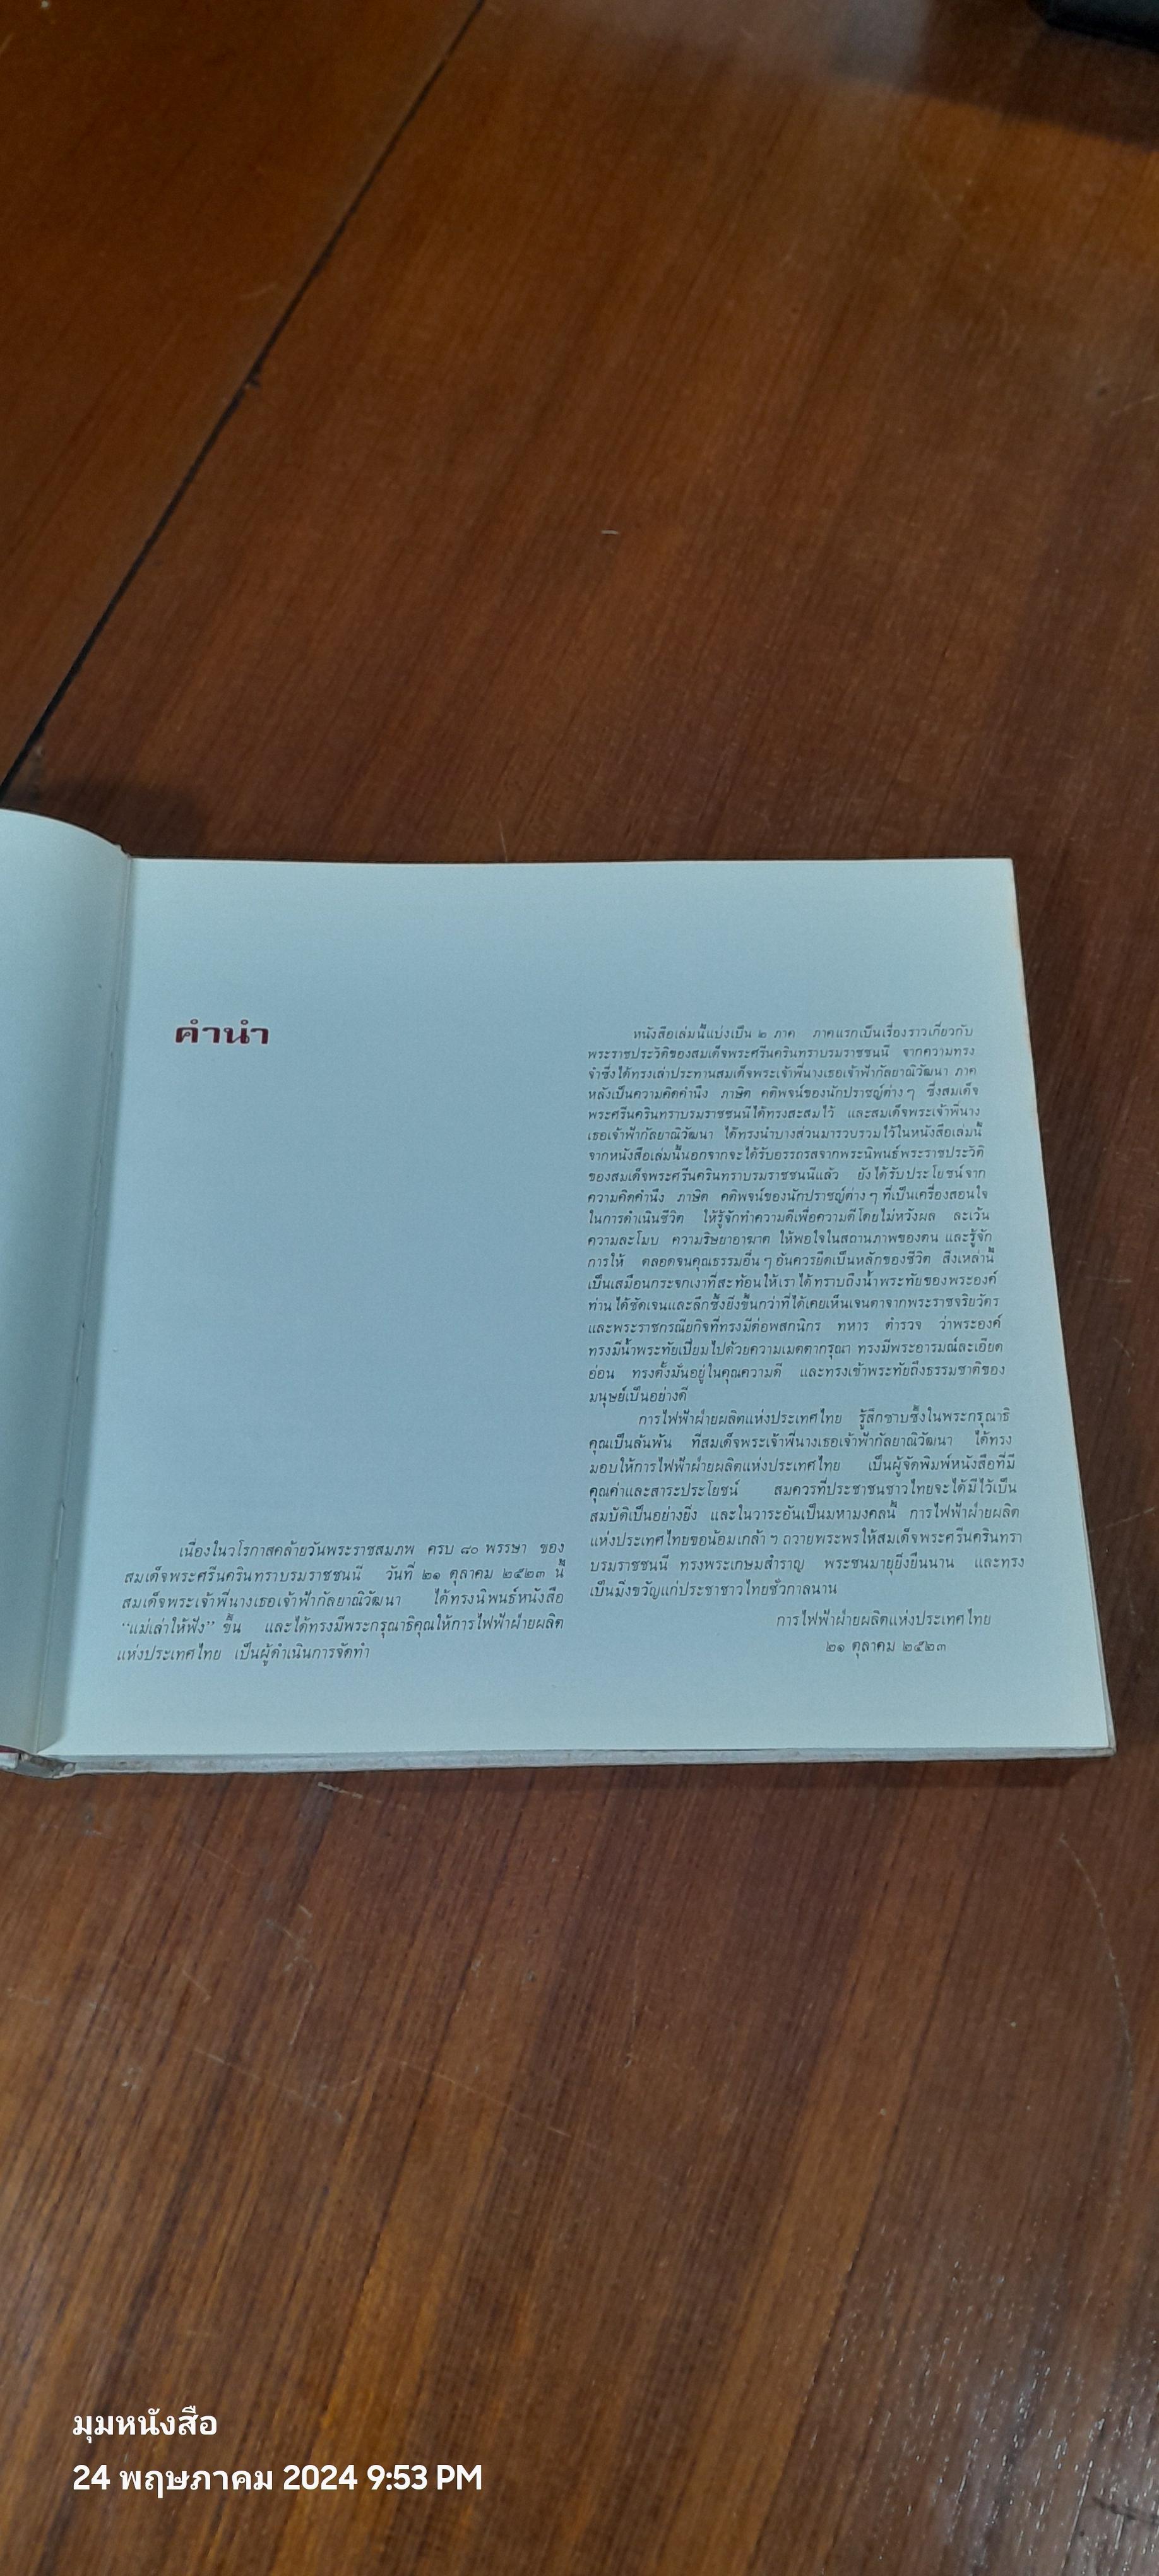 คำนำ
เนื่องในวโรกาสคล้ายวันพระราชสมภพ ครบ ๘๐ พรรษา ของ
สมเด็จพระศรีนครินทราบรมราชชนนี วันที่ ๒๑ ตุลาคม ๒๕๒๓ นี้
สมเด็จพระเจ้าพี่นางเธอเจ้าฟ้ากัลยาณิวัฒนา ได้ทรงนิพนธ์หนังสือ
“แม่เล่าให้ฟัง” ขึ้น และได้ทรงมีพระกรุณาธิคุณให้การไฟฟ้าฝ่ายผลิต
แห่งประเทศไทย เป็นผู้ดำเนินการจัดทำ
หนังสือเล่มนี้แบ่งเป็น ๒ ภาค ภาคแรกเป็นเรื่องราวเกี่ยวกับ
พระราชประวัติของสมเด็จพระศรีนครินทราบรมราชชนนี จากความทรง
จำซึ่งได้ทรงเล่าประทานสมเด็จพระเจ้าพี่นางเธอเจ้าฟ้ากัลยาณิวัฒนา ภาค
หลังเป็นความคิดคำนึง ภาษิต คติพจน์ของนักปราชญ์ต่าง ๆ ซึ่งสมเด็จ
พระศรีนครินทราบรมราชชนนีได้ทรงสะสมไว้ และสมเด็จพระเจ้าพี่นาง
เธอเจ้าฟ้ากัลยาณิวัฒนา ได้ทรงนำบางส่วนมารวบรวมไว้ในหนังสือเล่มนี้
จากหนังสือเล่มนี้นอกจากจะได้รับอรรถรสจากพระนิพนธ์พระราชประวัติ
ของสมเด็จพระศรีนครินทราบรมราชชนนีแล้ว ยังได้รับประโยชน์จาก
ความคิดคำนึง ภาษิต คติพจน์ของนักปราชญ์ต่าง ๆ ที่เป็นเครื่องสอนใจ
ในการดำเนินชีวิต ให้รู้จักทำความดีเพื่อความดีโดยไม่หวังผล ละเว้น
ความละโมบ ความริษยาอาฆาต ให้พอใจในสถานภาพของตน และรู้จัก
การให้ ตลอดจนคุณธรรมอื่น ๆ อันควรยึดเป็นหลักของชีวิต สิ่งเหล่านี้
เป็นเสมือนกระจกเงาที่สะท้อนให้เราได้ทราบถึงน้ำพระทัยของพระองค์
ท่านได้ชัดเจนและลึกซึ้งยิ่งขึ้นกว่าที่ได้เคยเห็นเจนตาจากพระราชจริยวัตร
และพระราชกรณียกิจที่ทรงมีต่อพสกนิกร ทหาร ตำรวจ ว่าพระองค์
ทรงมีน้ำพระทัยเปี่ยมไปด้วยความเมตตากรุณา ทรงมีพระอารมณ์ละเอียด
อ่อน ทรงตั้งมั่นอยู่ในคุณความดี และทรงเข้าพระทัยถึงธรรมชาติของ
มนุษย์เป็นอย่างดี
การไฟฟ้าฝ่ายผลิตแห่งประเทศไทย รู้สึกซาบซึ้งในพระกรุณาธิ
คุณเป็นล้นพ้น ที่สมเด็จพระเจ้าพี่นางเธอเจ้าฟ้ากัลยาณิวัฒนา ได้ทรง
มอบให้การไฟฟ้าฝ่ายผลิตแห่งประเทศไทย เป็นผู้จัดพิมพ์หนังสือที่มี
คุณค่าและสาระประโยชน์ สมควรที่ประชาชนชาวไทยจะได้มีไว้เป็น
สมบัติเป็นอย่างยิ่ง และในวาระอันเป็นมหามงคลนี้ การไฟฟ้าฝ่ายผลิต
แห่งประเทศไทยขอน้อมเกล้า ฯ ถวายพระพรให้สมเด็จพระศรีนครินทรา
บรมราชชนนี ทรงพระเกษมสำราญ พระชนมายุยิ่งยืนนาน และทรง
เป็นมิ่งขวัญแก่ประชาชาวไทยชั่วกาลนาน
การไฟฟ้าฝ่ายผลิตแห่งประเทศไทย
๒๑ ตุลาคม ๒๕๒๓
มุมหนังสือ
24 พฤษภาคม 2024 9:53 PM